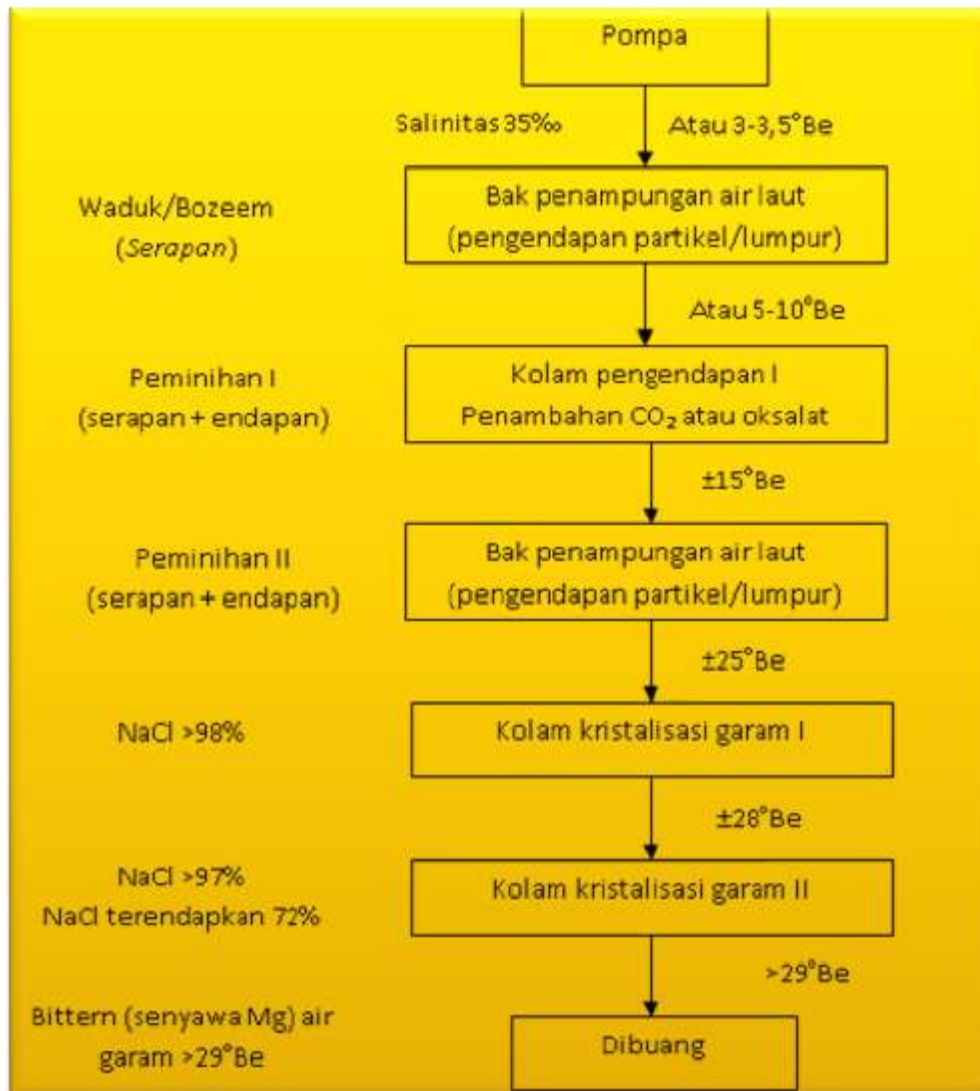 Pompa
Salinitas 35‰
Atau 3-3,5°Be
Waduk/Bozeem
(Serapan)
Bak penampungan air laut
(pengendapan partikel/lumpur)
Atau 5-10°Be
Peminihan I
(serapan + endapan)
Kolam pengendapan I
Penambahan CO₂ atau oksalat
±15°Be
Peminihan II
(serapan + endapan)
Bak penampungan air laut
(pengendapan partikel/lumpur)
±25°Be
NaCl >98%
Kolam kristalisasi garam I
±28°Be
NaCl >97%
NaCl terendapkan 72%
Kolam kristalisasi garam II
>29°Be
Bittern (senyawa Mg) air
garam >29°Be
Dibuang